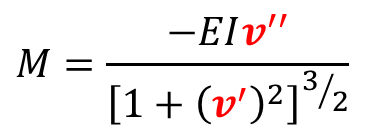 M = −EIv′′ / [1 + (v′)²]^{3/2}